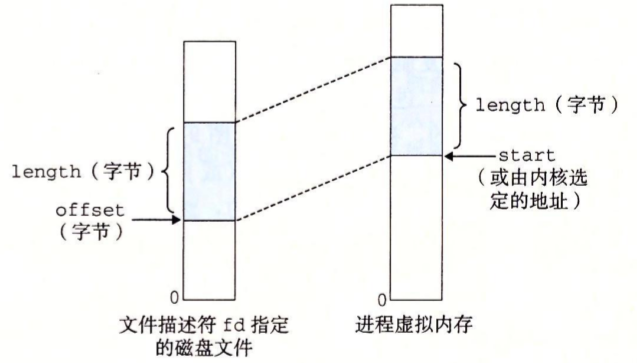 length（字节）
offset
（字节）
0
文件描述符 fd 指定
的磁盘文件
length（字节）
start
（或由内核选
定的地址）
0
进程虚拟内存